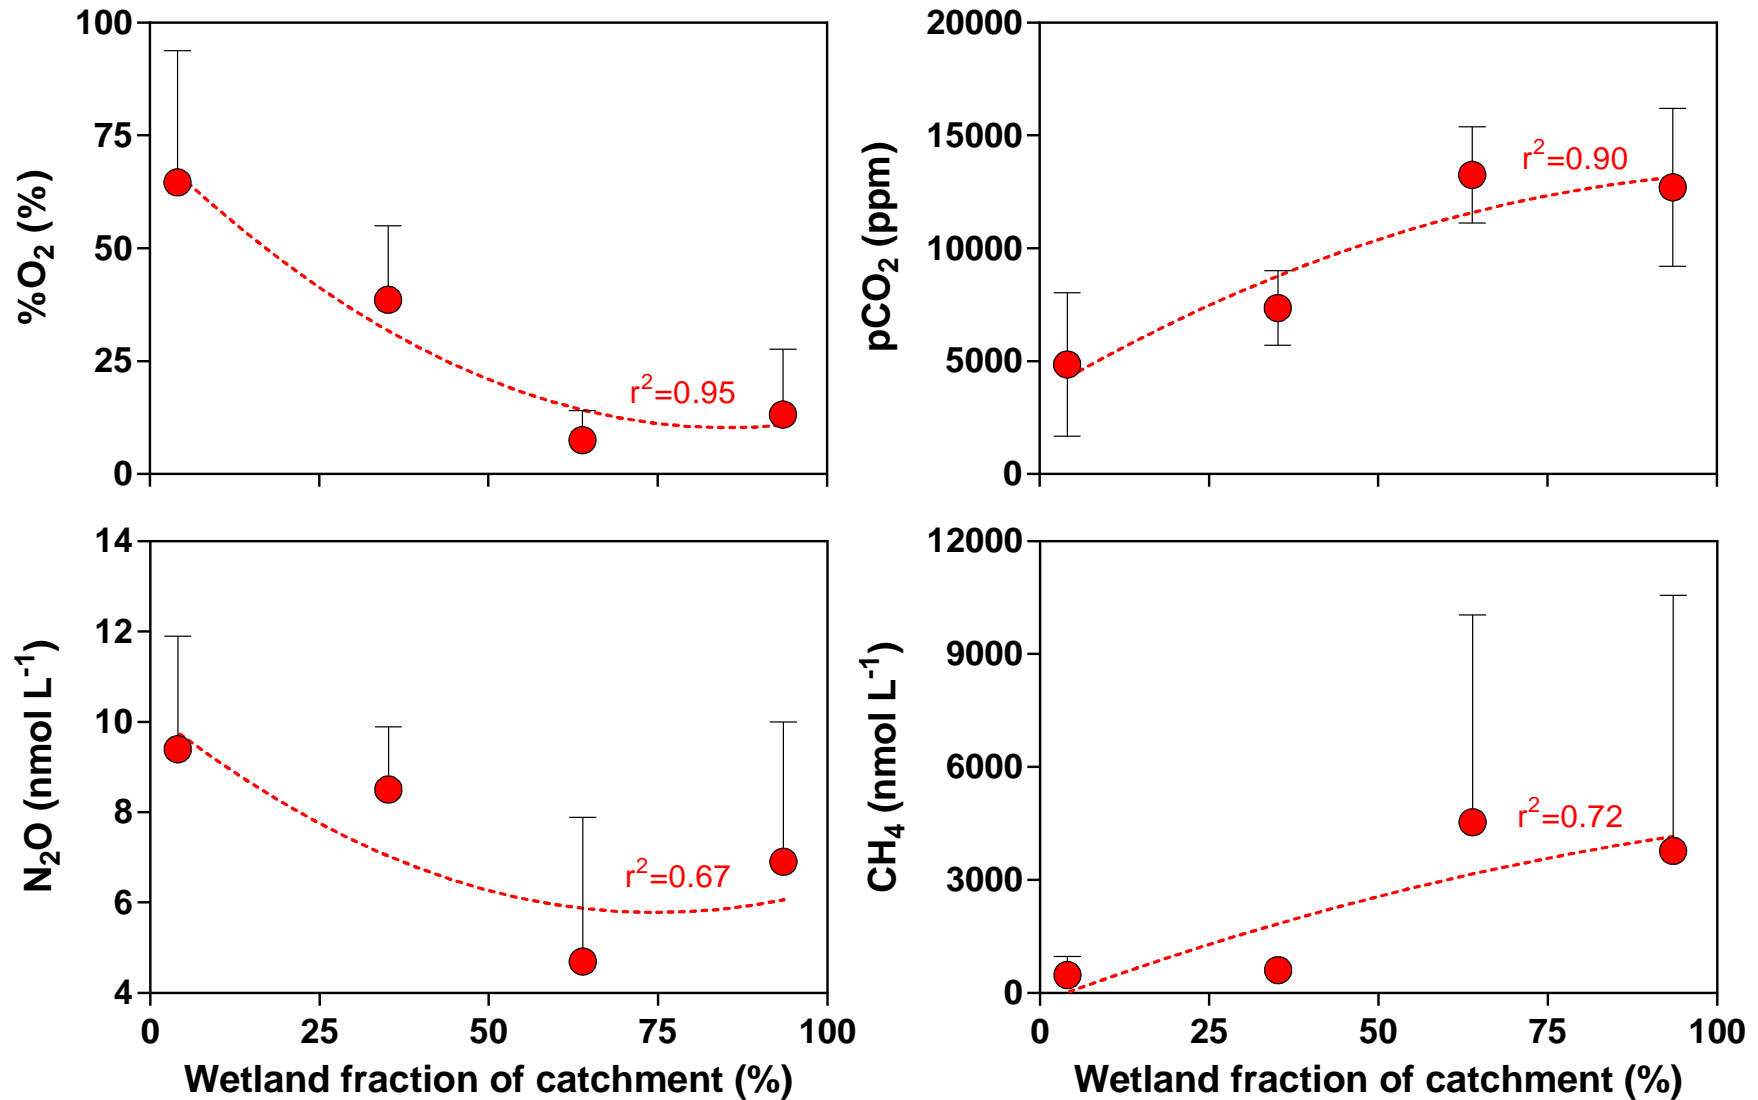 %O2 (%)
100
75
50
25
0
r2=0.95
pCO2 (ppm)
20000
15000
10000
5000
0
r2=0.90
N2O (nmol L-1)
14
12
10
8
6
4
r2=0.67
0 25 50 75 100
Wetland fraction of catchment (%)
CH4 (nmol L-1)
12000
9000
6000
3000
0
r2=0.72
0 25 50 75 100
Wetland fraction of catchment (%)